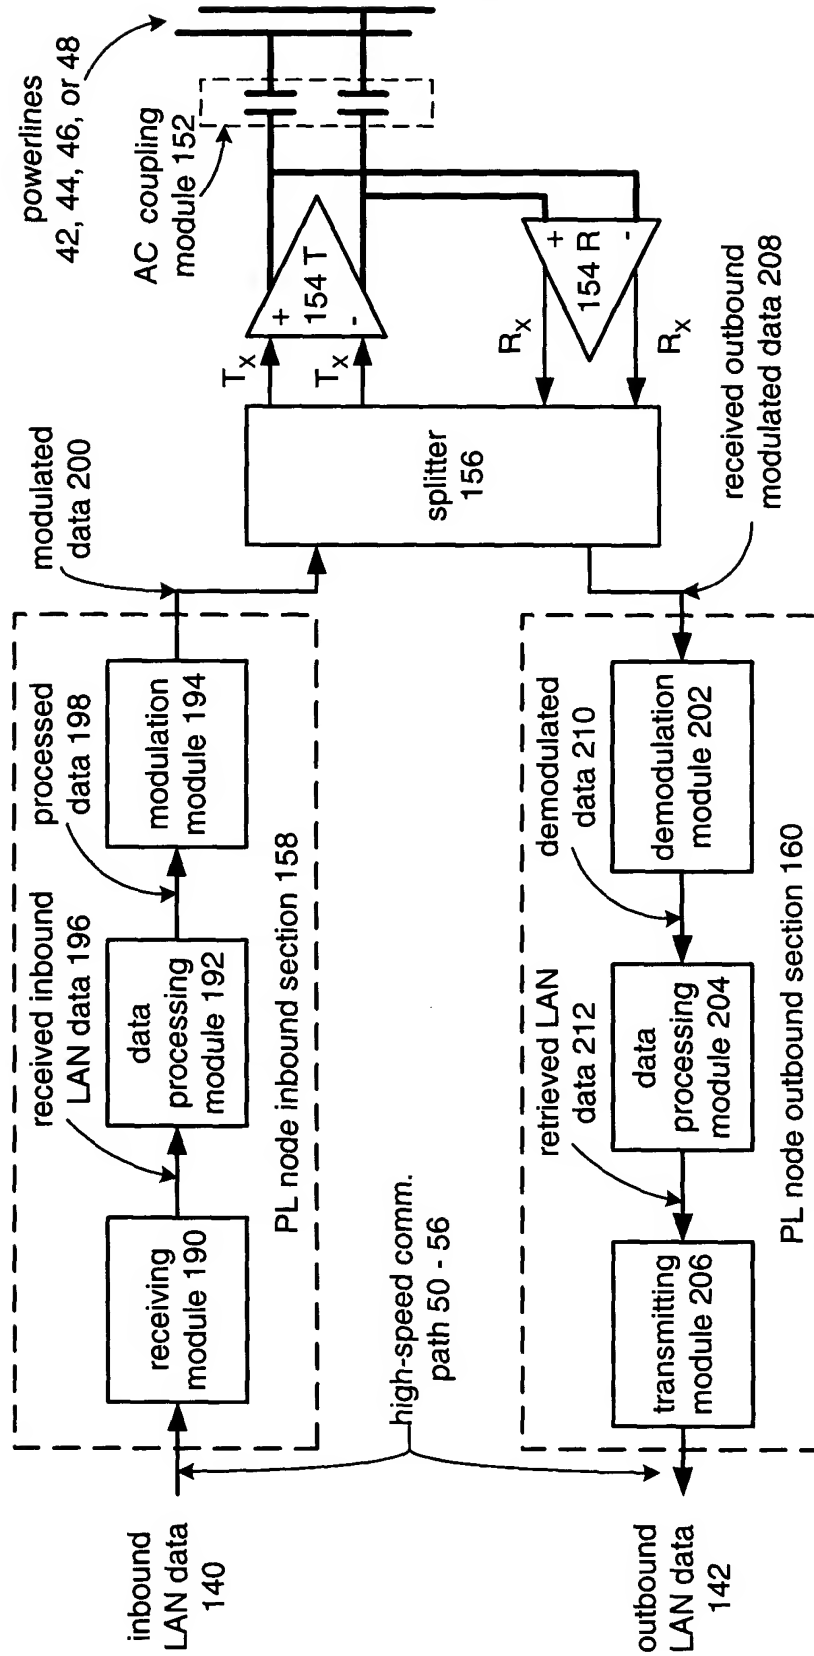 inbound
LAN data
140
receiving
module 190
received inbound
LAN data 196
data
processing
module 192
processed
data 198
modulation
module 194
modulated
data 200
PL node inbound section 158
high-speed comm.
path 50 - 56
splitter
156
TX
TX
+
154 T
-
AC coupling
module 152
powerlines
42, 44, 46, or 48
RX
RX
+
154 R
-
received outbound
modulated data 208
outbound
LAN data
142
transmitting
module 206
retrieved LAN
data 212
data
processing
module 204
demodulated
data 210
demodulation
module 202
PL node outbound section 160